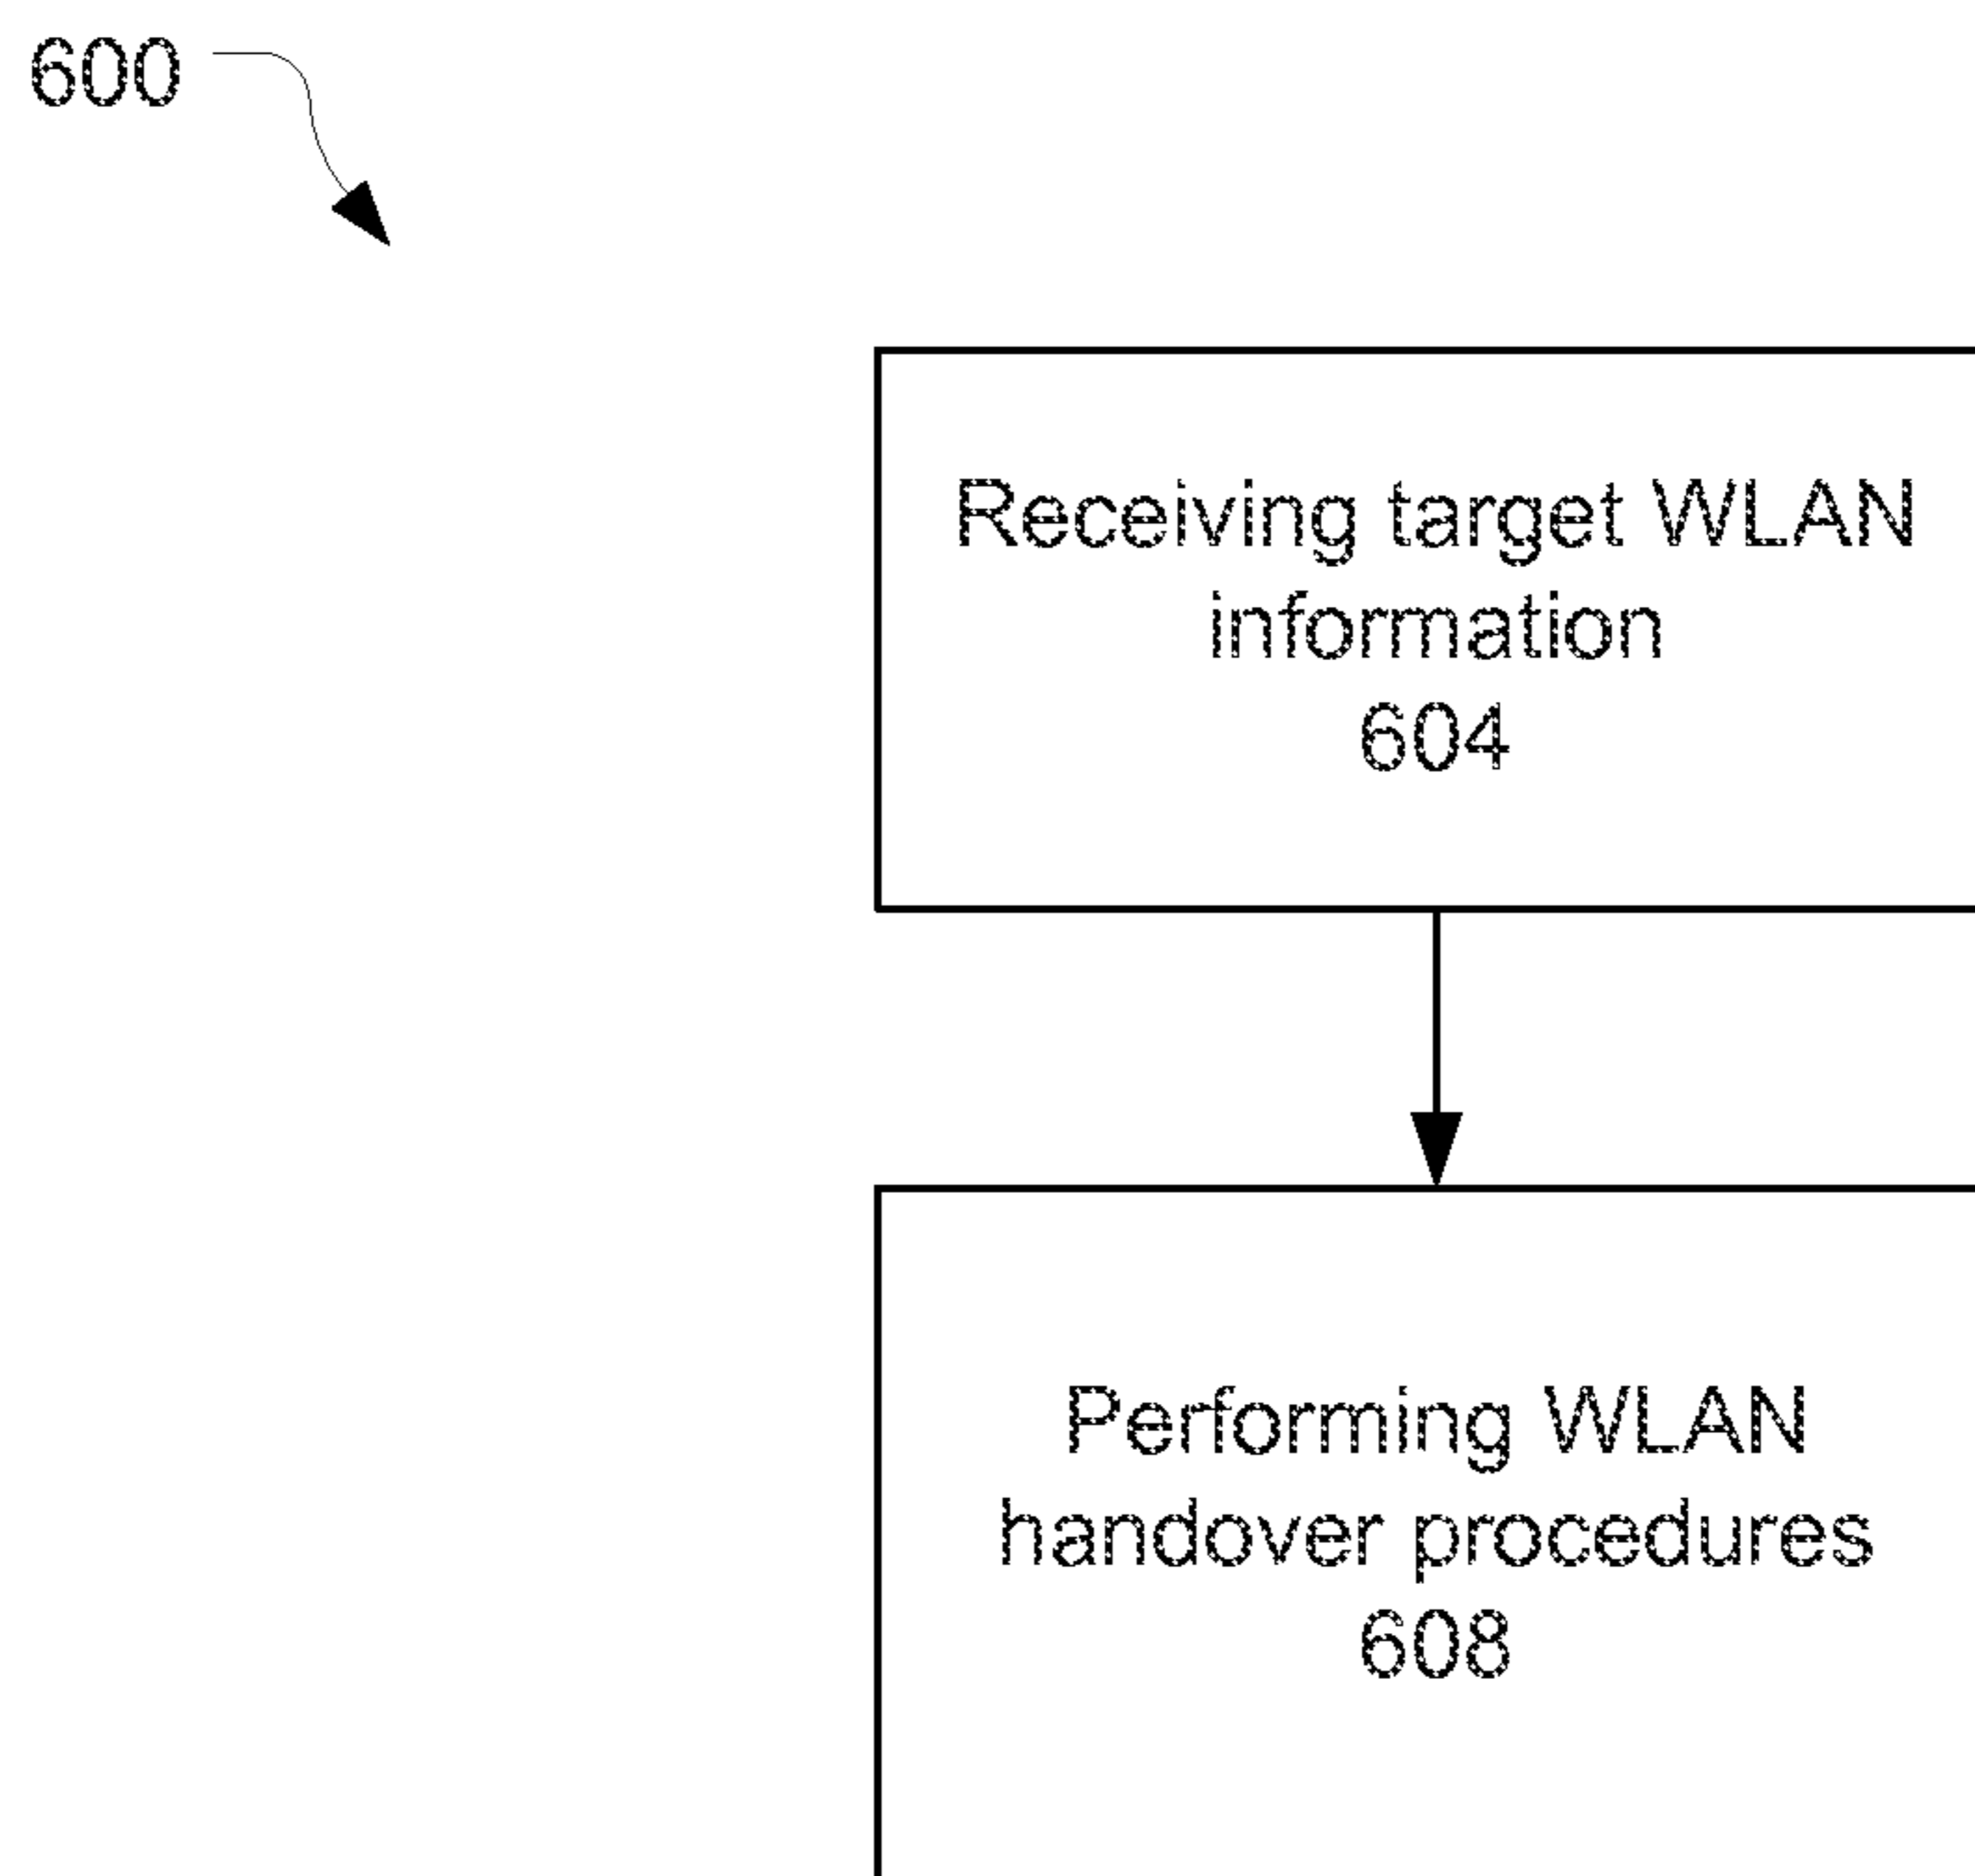 600
Receiving target WLAN
information
604
Performing WLAN
handover procedures
608